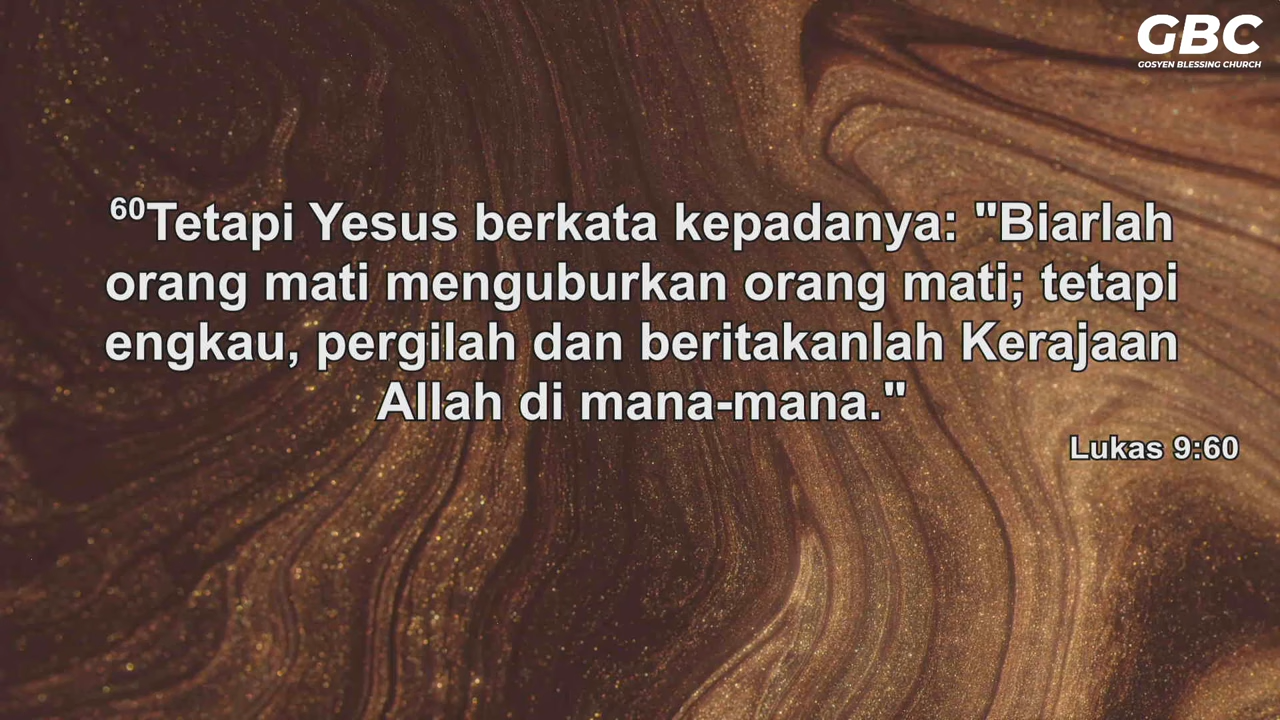 GBC
GOSYEN BLESSING CHURCH
⁶⁰Tetapi Yesus berkata kepadanya: "Biarlah
orang mati menguburkan orang mati; tetapi
engkau, pergilah dan beritakanlah Kerajaan
Allah di mana-mana."
Lukas 9:60